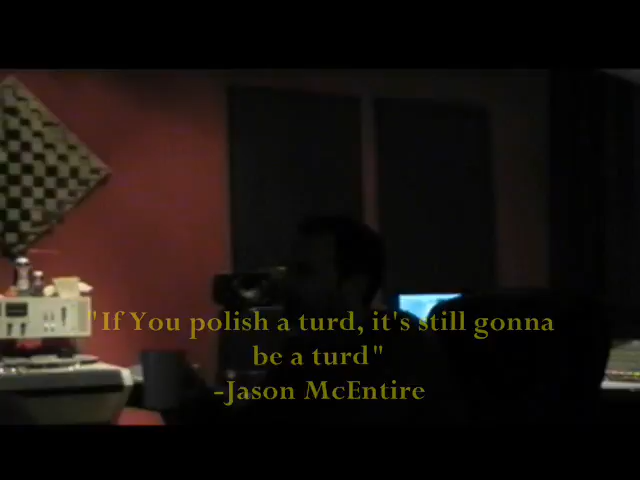 "If You polish a turd, it's still gonna
be a turd"
-Jason McEntire